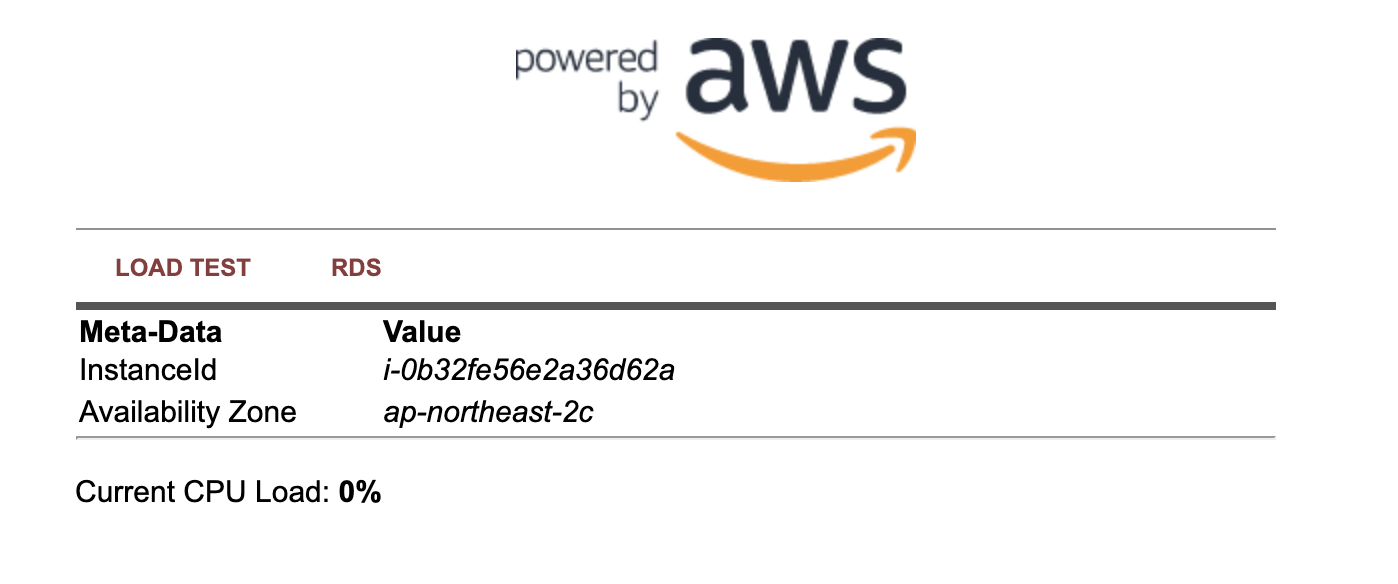 powered
by
aws
LOAD TEST RDS
Meta-Data Value
InstanceId i-0b32fe56e2a36d62a
Availability Zone ap-northeast-2c
Current CPU Load: 0%